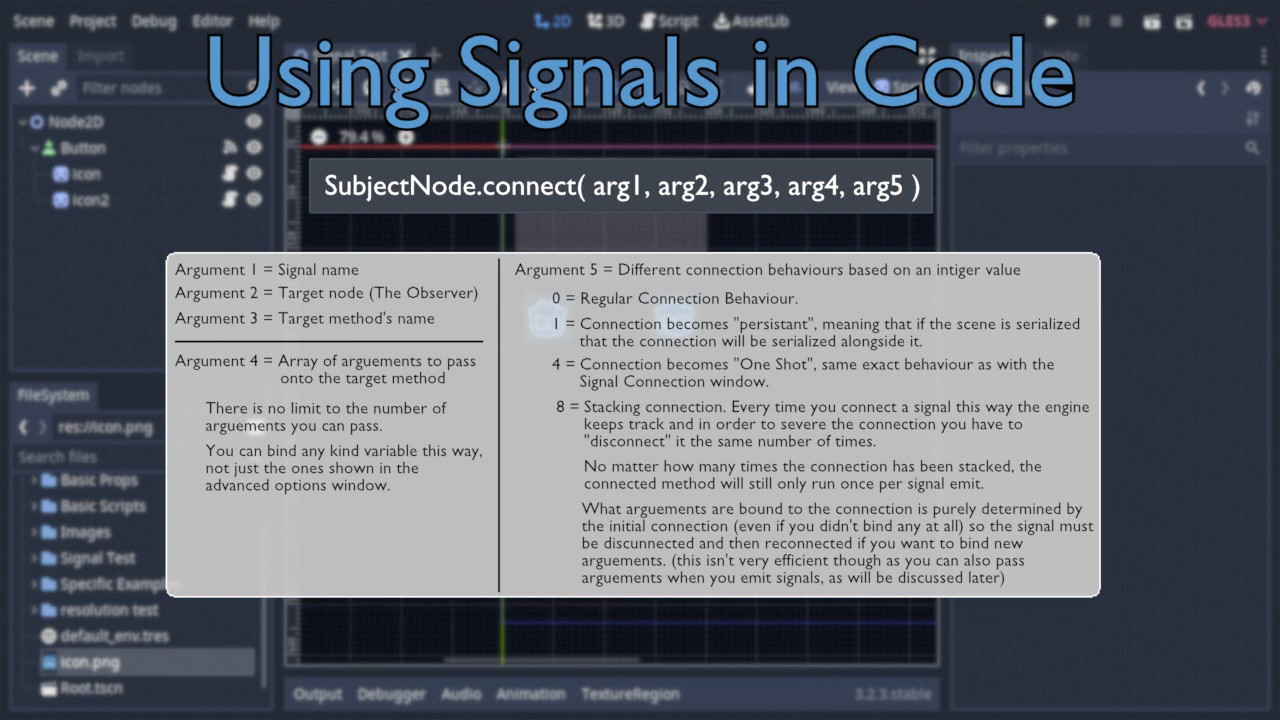 Scene Project Debug Editor Help
2D 3D Script AssetLib
GLES3
Using Signals in Code
Scene Import
Filter nodes
Node2D
Button
icon
icon2
79.4 %
Filter properties
SubjectNode.connect( arg1, arg2, arg3, arg4, arg5 )
Argument 1 = Signal name
Argument 2 = Target node (The Observer)
Argument 3 = Target method's name
Argument 4 = Array of arguements to pass
onto the target method
There is no limit to the number of
arguements you can pass.
You can bind any kind variable this way,
not just the ones shown in the
advanced options window.
Argument 5 = Different connection behaviours based on an intiger value
0 = Regular Connection Behaviour.
1 = Connection becomes "persistant", meaning that if the scene is serialized
that the connection will be serialized alongside it.
4 = Connection becomes "One Shot", same exact behaviour as with the
Signal Connection window.
8 = Stacking connection. Every time you connect a signal this way the engine
keeps track and in order to severe the connection you have to
"disconnect" it the same number of times.
No matter how many times the connection has been stacked, the
connected method will still only run once per signal emit.
What arguements are bound to the connection is purely determined by
the initial connection (even if you didn't bind any at all) so the signal must
be discunnected and then reconnected if you want to bind new
arguements. (this isn't very efficient though as you can also pass
arguements when you emit signals, as will be discussed later)
FileSystem
res://icon.png
Search files
Basic Props
Basic Scripts
Images
Signal Test
Specific Examples
resolution test
default_env.tres
icon.png
Root.tscn
Output Debugger Audio Animation TextureRegion
3.2.3.stable